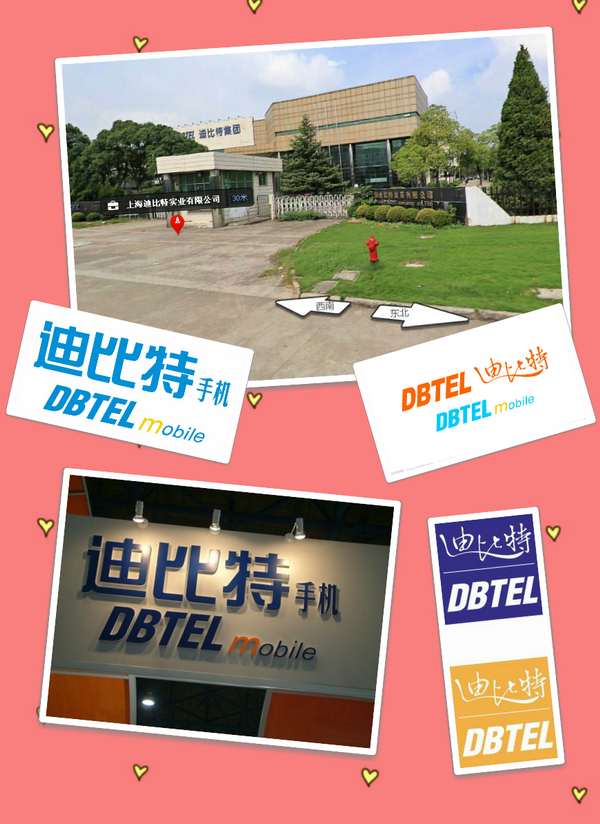 DBTEL 迪比特集团
上海迪比特实业有限公司
30米
A
西南
东北
迪比特手机
DBTEL mobile
DBTEL 迪比特
DBTEL mobile
迪比特手机
DBTEL mobile
迪比特
DBTEL
迪比特
DBTEL